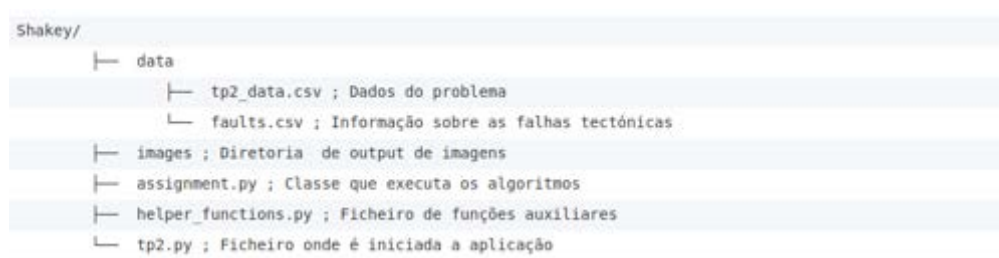 Shakey/
├── data
├── tp2_data.csv ; Dados do problema
└── faults.csv ; Informação sobre as falhas tectónicas
├── images ; Diretoria de output de imagens
├── assignment.py ; Classe que executa os algoritmos
├── helper_functions.py ; Ficheiro de funções auxiliares
└── tp2.py ; Ficheiro onde é iniciada a aplicação